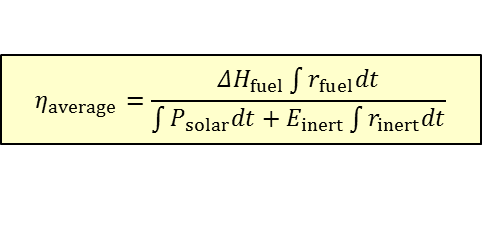 η_average = ΔH_fuel ∫ r_fuel dt / (∫ P_solar dt + E_inert ∫ r_inert dt)